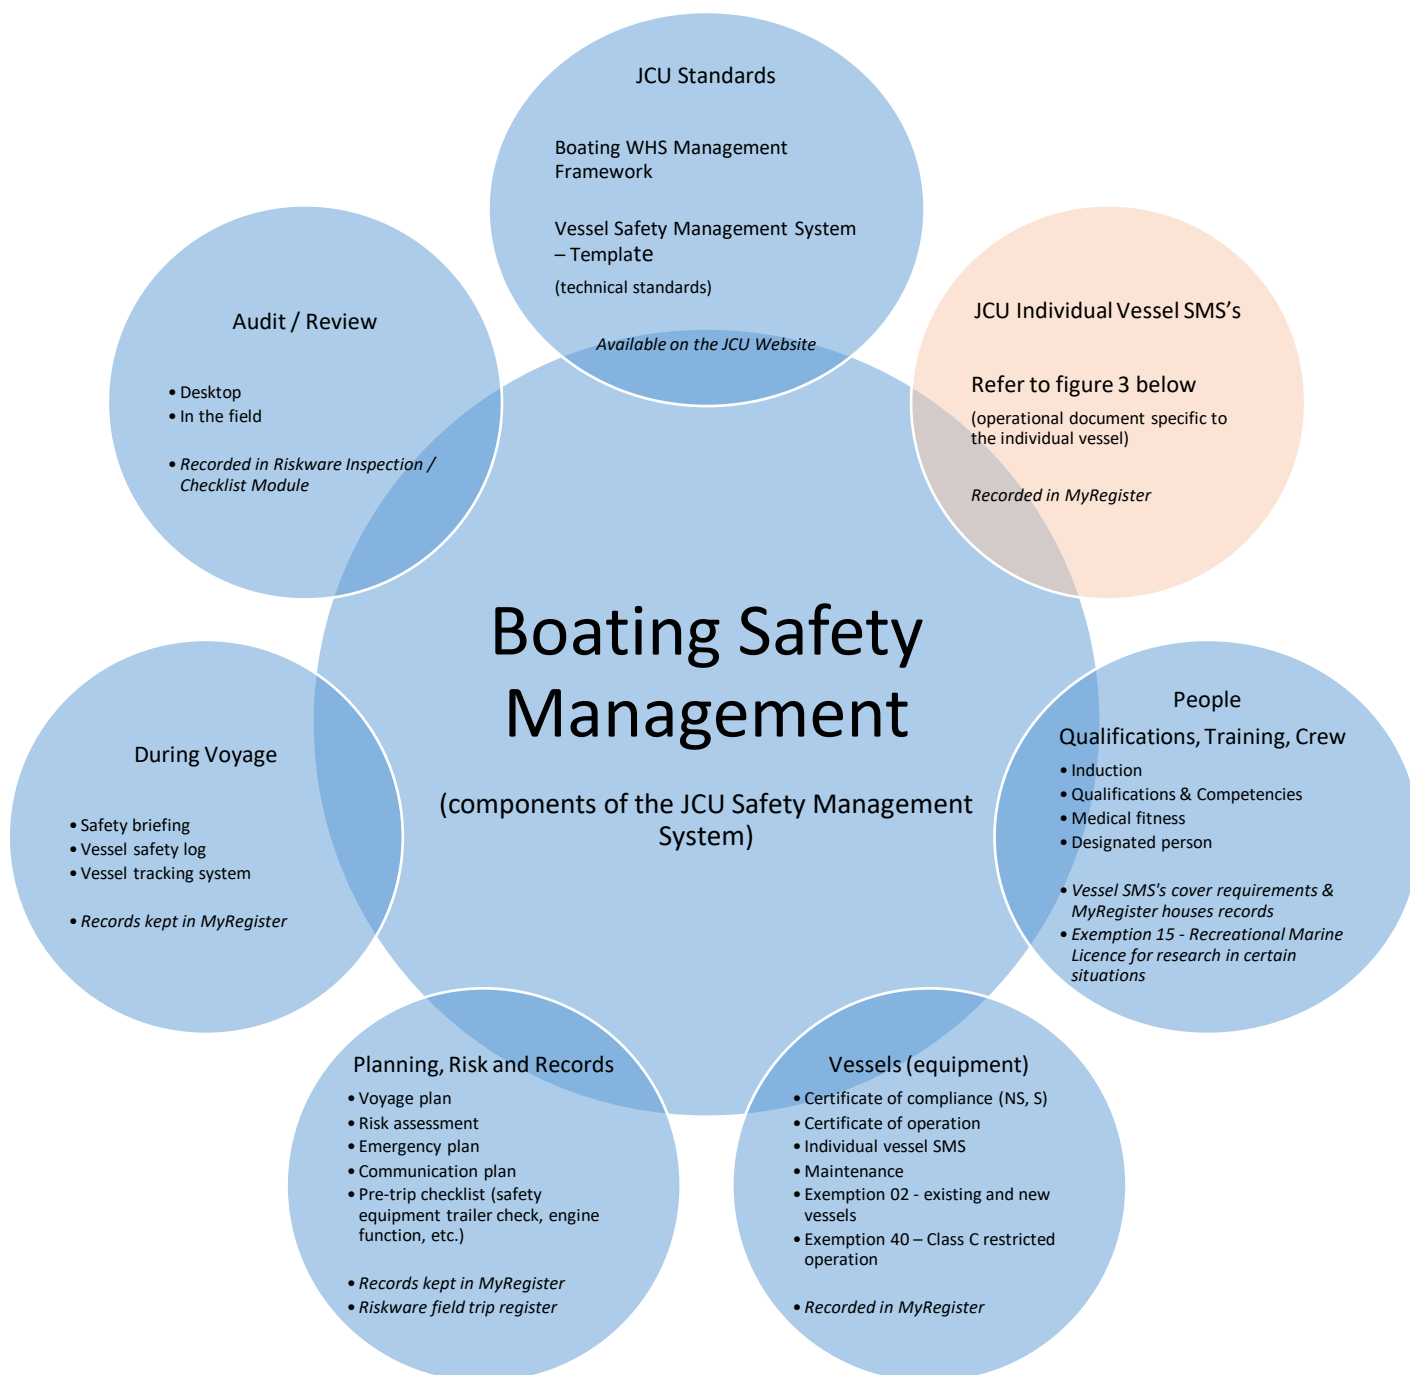 JCU Standards
Boating WHS Management
Framework
Vessel Safety Management System
– Template
(technical standards)
Available on the JCU Website
JCU Individual Vessel SMS’s
Refer to figure 3 below
(operational document specific to
the individual vessel)
Recorded in MyRegister
People
Qualifications, Training, Crew
• Induction
• Qualifications & Competencies
• Medical fitness
• Designated person
• Vessel SMS's cover requirements &
MyRegister houses records
• Exemption 15 - Recreational Marine
Licence for research in certain
situations
Vessels (equipment)
• Certificate of compliance (NS, S)
• Certificate of operation
• Individual vessel SMS
• Maintenance
• Exemption 02 - existing and new
vessels
• Exemption 40 – Class C restricted
operation
• Recorded in MyRegister
Planning, Risk and Records
• Voyage plan
• Risk assessment
• Emergency plan
• Communication plan
• Pre-trip checklist (safety
equipment trailer check, engine
function, etc.)
• Records kept in MyRegister
• Riskware field trip register
During Voyage
• Safety briefing
• Vessel safety log
• Vessel tracking system
• Records kept in MyRegister
Audit / Review
• Desktop
• In the field
• Recorded in Riskware Inspection /
Checklist Module
Boating Safety
Management
(components of the JCU Safety Management
System)